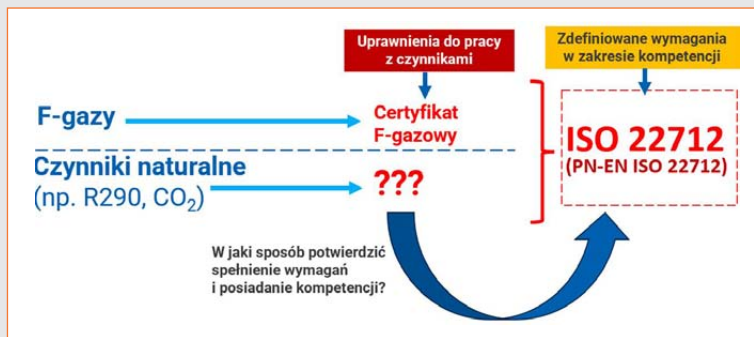 Uprawnienia do pracy
z czynnikami
Zdefiniowane wymagania
w zakresie kompetencji
F-gazy
Certyfikat
F-gazowy
Czynniki naturalne
(np. R290, CO₂)
???
ISO 22712
(PN-EN ISO 22712)
W jaki sposób potwierdzić
spełnienie wymagań
i posiadanie kompetencji?